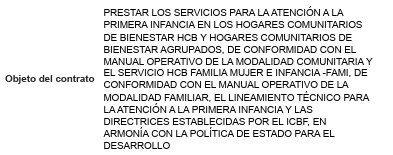 PRESTAR LOS SERVICIOS PARA LA ATENCIÓN A LA
PRIMERA INFANCIA EN LOS HOGARES COMUNITARIOS
DE BIENESTAR HCB Y HOGARES COMUNITARIOS DE
BIENESTAR AGRUPADOS, DE CONFORMIDAD CON EL
MANUAL OPERATIVO DE LA MODALIDAD COMUNITARIA Y
Objeto del contrato EL SERVICIO HCB FAMILIA MUJER E INFANCIA -FAMI, DE
CONFORMIDAD CON EL MANUAL OPERATIVO DE LA
MODALIDAD FAMILIAR, EL LINEAMIENTO TÉCNICO PARA
LA ATENCIÓN A LA PRIMERA INFANCIA Y LAS
DIRECTRICES ESTABLECIDAS POR EL ICBF, EN
ARMONÍA CON LA POLÍTICA DE ESTADO PARA EL
DESARROLLO